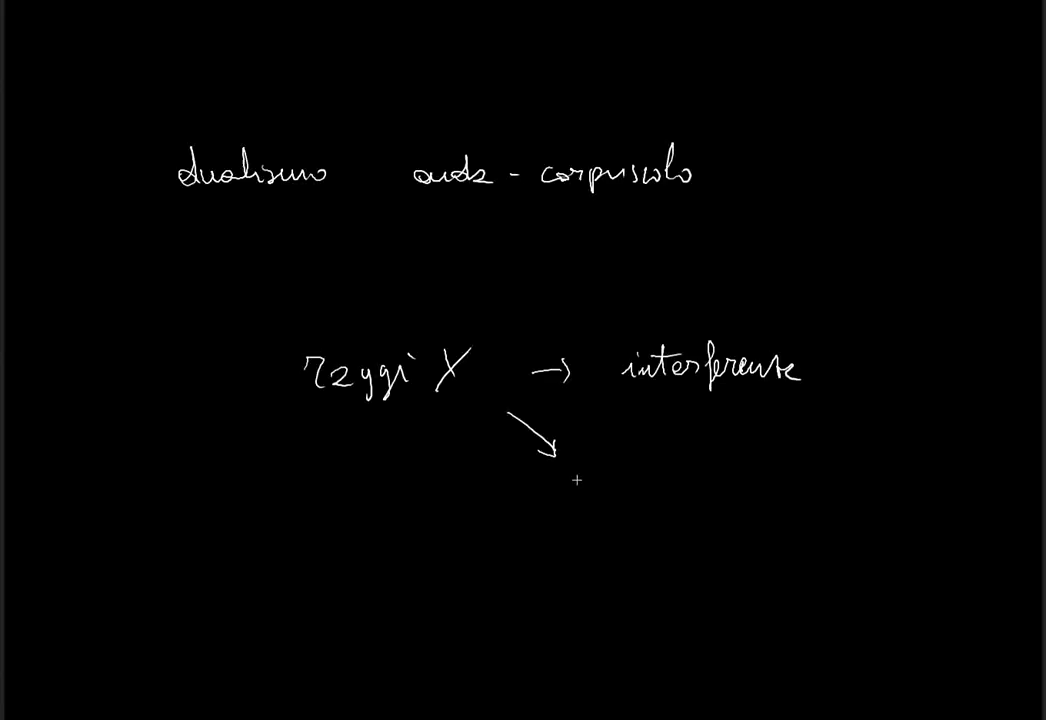 dualismo onda - corpuscolo
raggi X → interferenze